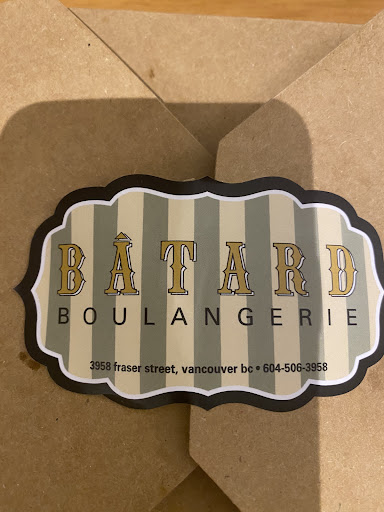 BÂTARD
BOULANGERIE
3958 fraser street, vancouver bc ▪ 604-506-3958